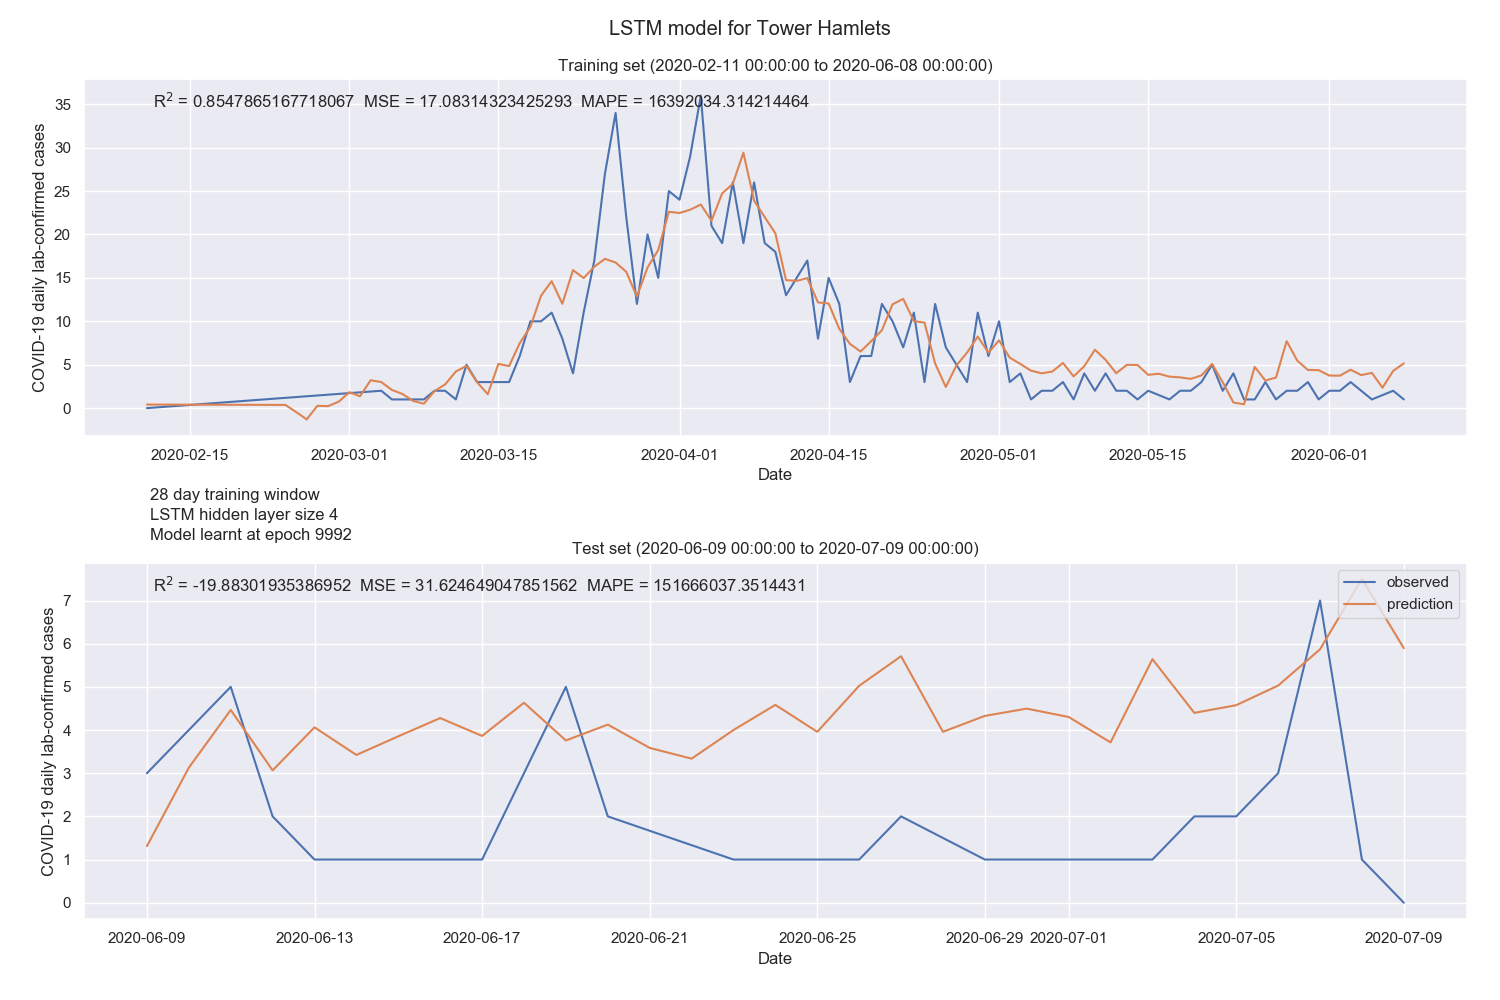 LSTM model for Tower Hamlets
Training set (2020-02-11 00:00:00 to 2020-06-08 00:00:00)
R² = 0.8547865167718067 MSE = 17.08314323425293 MAPE = 16392034.314214464
COVID-19 daily lab-confirmed cases
35
30
25
20
15
10
5
0
2020-02-15 2020-03-01 2020-03-15 2020-04-01 2020-04-15 2020-05-01 2020-05-15 2020-06-01
Date
28 day training window
LSTM hidden layer size 4
Model learnt at epoch 9992
Test set (2020-06-09 00:00:00 to 2020-07-09 00:00:00)
R² = -19.88301935386952 MSE = 31.624649047851562 MAPE = 151666037.3514431
observed
prediction
COVID-19 daily lab-confirmed cases
7
6
5
4
3
2
1
0
2020-06-09 2020-06-13 2020-06-17 2020-06-21 2020-06-25 2020-06-29 2020-07-01 2020-07-05 2020-07-09
Date